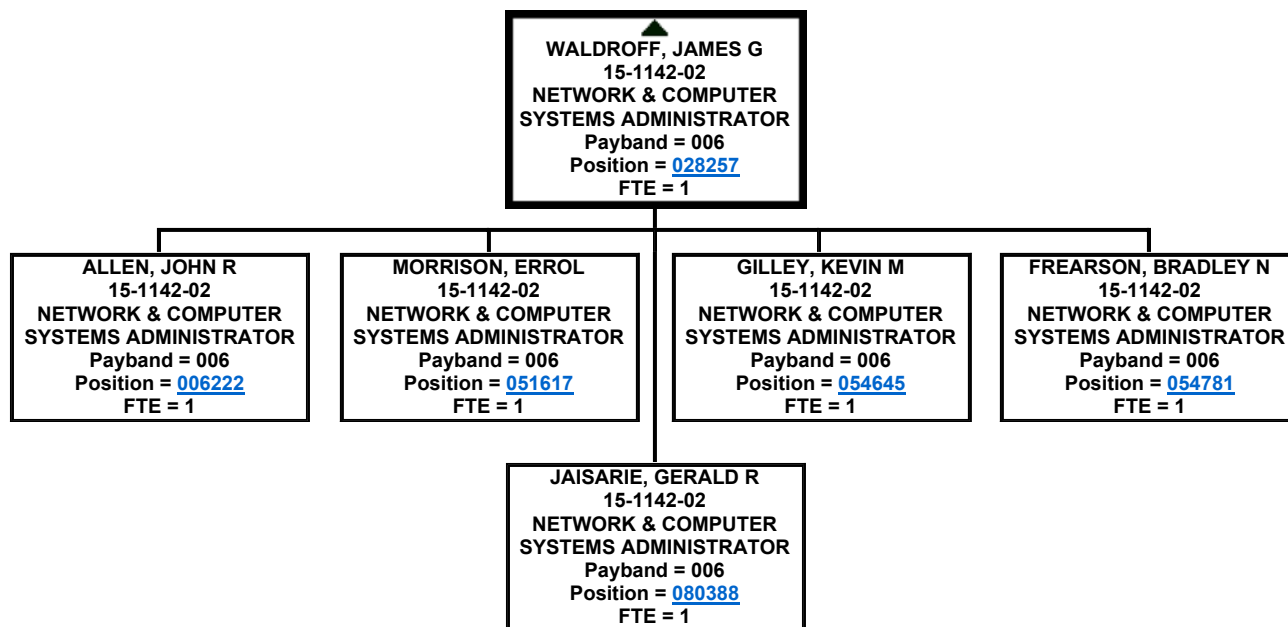 WALDROFF, JAMES G
15-1142-02
NETWORK & COMPUTER
SYSTEMS ADMINISTRATOR
Payband = 006
Position = 028257
FTE = 1
ALLEN, JOHN R
15-1142-02
NETWORK & COMPUTER
SYSTEMS ADMINISTRATOR
Payband = 006
Position = 006222
FTE = 1
MORRISON, ERROL
15-1142-02
NETWORK & COMPUTER
SYSTEMS ADMINISTRATOR
Payband = 006
Position = 051617
FTE = 1
GILLEY, KEVIN M
15-1142-02
NETWORK & COMPUTER
SYSTEMS ADMINISTRATOR
Payband = 006
Position = 054645
FTE = 1
FREARSON, BRADLEY N
15-1142-02
NETWORK & COMPUTER
SYSTEMS ADMINISTRATOR
Payband = 006
Position = 054781
FTE = 1
JAISARIE, GERALD R
15-1142-02
NETWORK & COMPUTER
SYSTEMS ADMINISTRATOR
Payband = 006
Position = 080388
FTE = 1